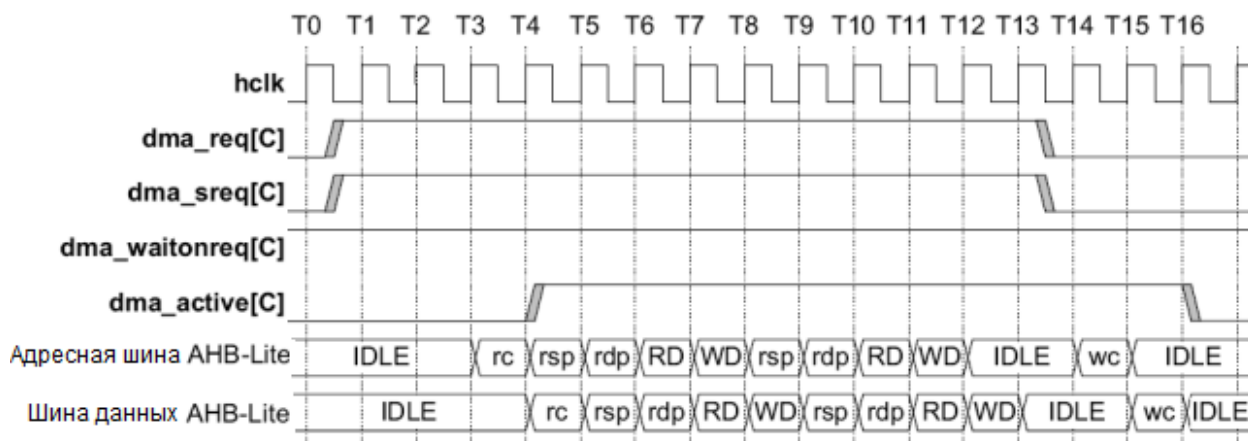 T0 T1 T2 T3 T4 T5 T6 T7 T8 T9 T10 T11 T12 T13 T14 T15 T16
hclk
dma_req[C]
dma_sreq[C]
dma_waitonreq[C]
dma_active[C]
Адресная шина AHB-Lite IDLE rc rsp rdp RD WD rsp rdp RD WD IDLE wc IDLE
Шина данных AHB-Lite IDLE rc rsp rdp RD WD rsp rdp RD WD IDLE wc IDLE